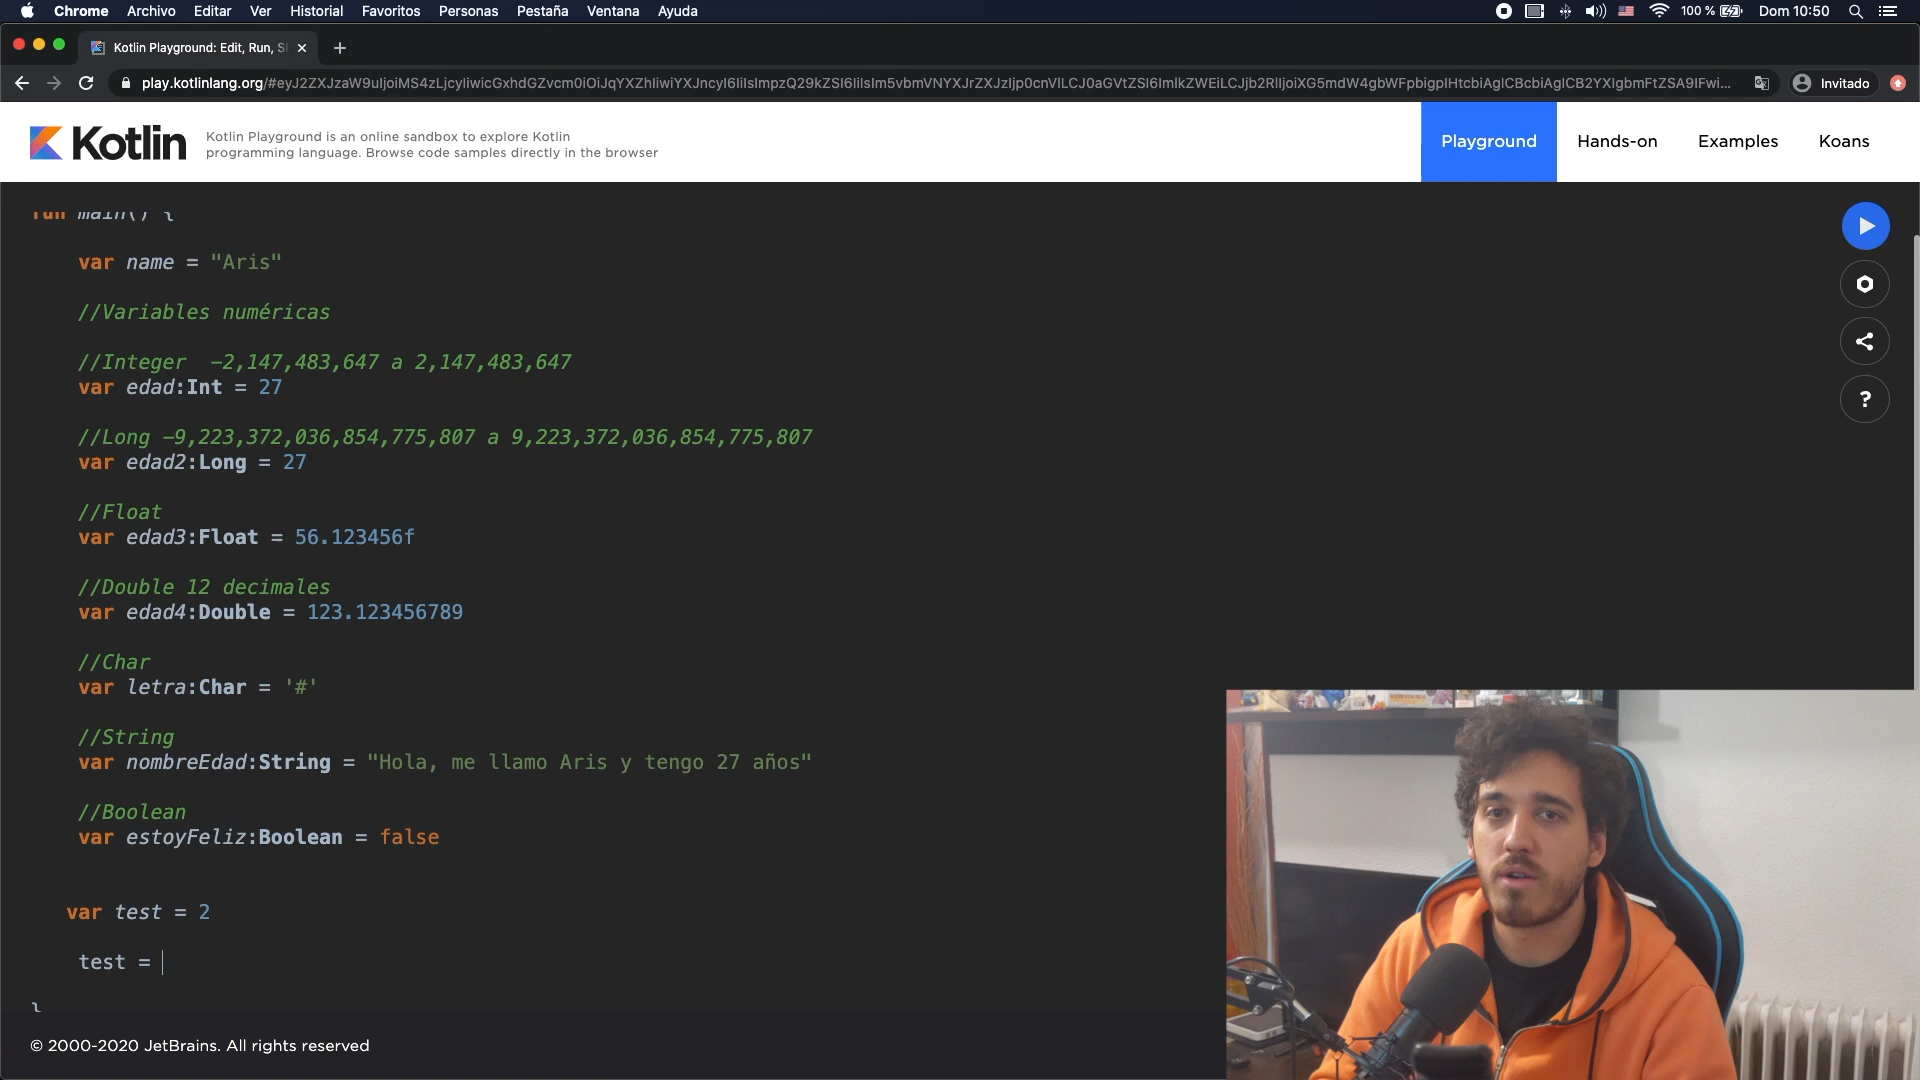 Chrome Archivo Editar Ver Historial Favoritos Personas Pestaña Ventana Ayuda 100 % Dom 10:50
Kotlin Playground: Edit, Run, S
play.kotlinlang.org
Invitado
Kotlin
Kotlin Playground is an online sandbox to explore Kotlin
programming language. Browse code samples directly in the browser
Playground Hands-on Examples Koans
fun main() {
var name = "Aris"
//Variables numéricas
//Integer -2,147,483,647 a 2,147,483,647
var edad:Int = 27
//Long -9,223,372,036,854,775,807 a 9,223,372,036,854,775,807
var edad2:Long = 27
//Float
var edad3:Float = 56.123456f
//Double 12 decimales
var edad4:Double = 123.123456789
//Char
var letra:Char = '#'
//String
var nombreEdad:String = "Hola, me llamo Aris y tengo 27 años"
//Boolean
var estoyFeliz:Boolean = false
var test = 2
test =
}
© 2000-2020 JetBrains. All rights reserved